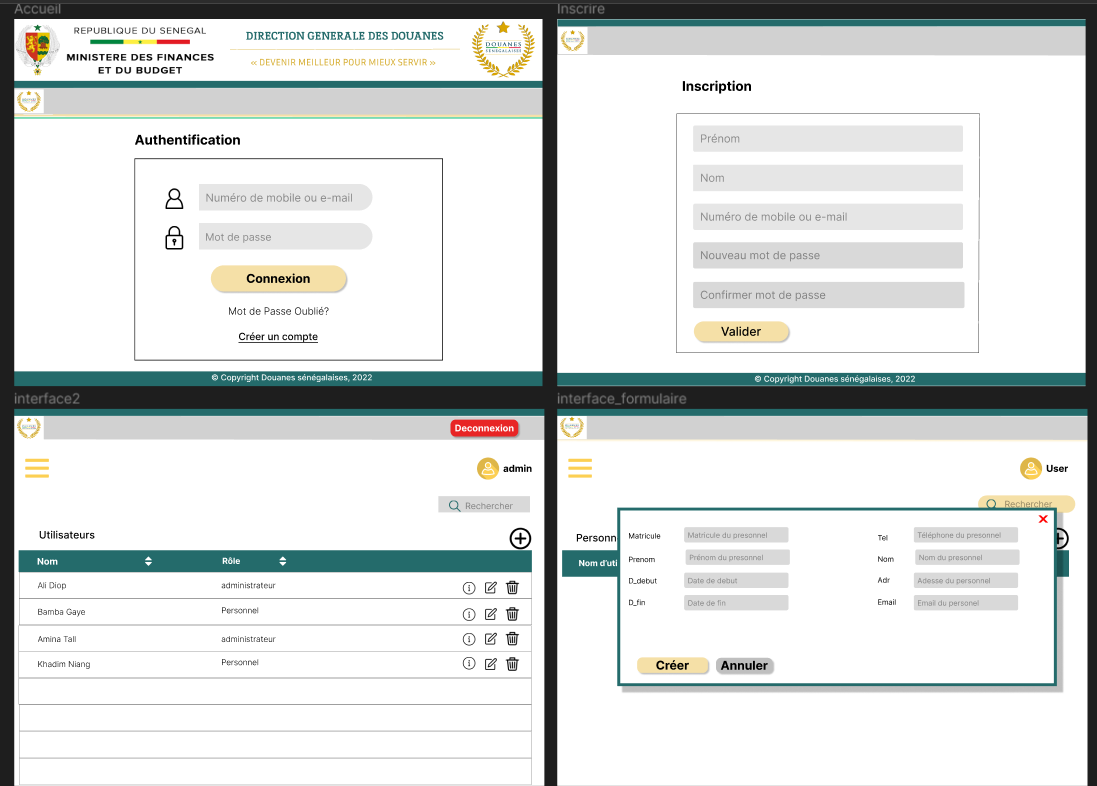 Accueil
REPUBLIQUE DU SENEGAL
MINISTERE DES FINANCES
ET DU BUDGET
DIRECTION GENERALE DES DOUANES
« DEVENIR MEILLEUR POUR MIEUX SERVIR »
DOUANES
SENEGALAISES
Authentification
Numéro de mobile ou e-mail
Mot de passe
Connexion
Mot de Passe Oublié?
Créer un compte
© Copyright Douanes sénégalaises, 2022
Inscrire
Inscription
Prénom
Nom
Numéro de mobile ou e-mail
Nouveau mot de passe
Confirmer mot de passe
Valider
© Copyright Douanes sénégalaises, 2022
interface2
Deconnexion
admin
Rechercher
Utilisateurs
Nom Rôle
Ali Diop administrateur
Bamba Gaye Personnel
Amina Tall administrateur
Khadim Niang Personnel
interface_formulaire
User
Rechercher
Personn
Nom d'uti
Matricule Matricule du presonnel Tel Téléphone du presonnel
Prenom Prénom du presonnel Nom Nom du presonnel
D_debut Date de debut Adr Adesse du personnel
D_fin Date de fin Email Email du personel
Créer Annuler